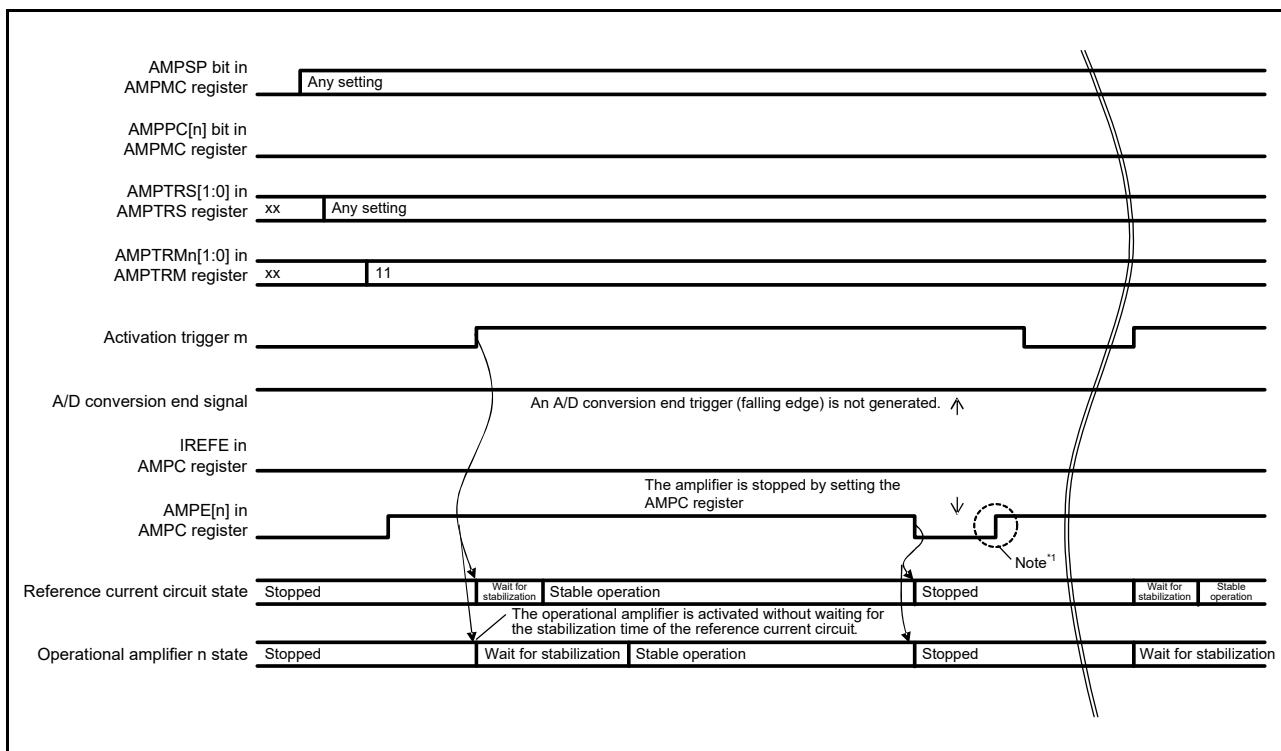 AMPSP bit in
AMPMC register
Any setting
AMPPC[n] bit in
AMPMC register
AMPTRS[1:0] in
AMPTRS register
xx
Any setting
AMPTRMn[1:0] in
AMPTRM register
xx
11
Activation trigger m
A/D conversion end signal
An A/D conversion end trigger (falling edge) is not generated.
IREFE in
AMPC register
The amplifier is stopped by setting the
AMPC register
AMPE[n] in
AMPC register
Note*1
Reference current circuit state
Stopped
Wait for
stabilization
Stable operation
Stopped
Wait for
stabilization
Stable
operation
The operational amplifier is activated without waiting for
the stabilization time of the reference current circuit.
Operational amplifier n state
Stopped
Wait for stabilization
Stable operation
Stopped
Wait for stabilization